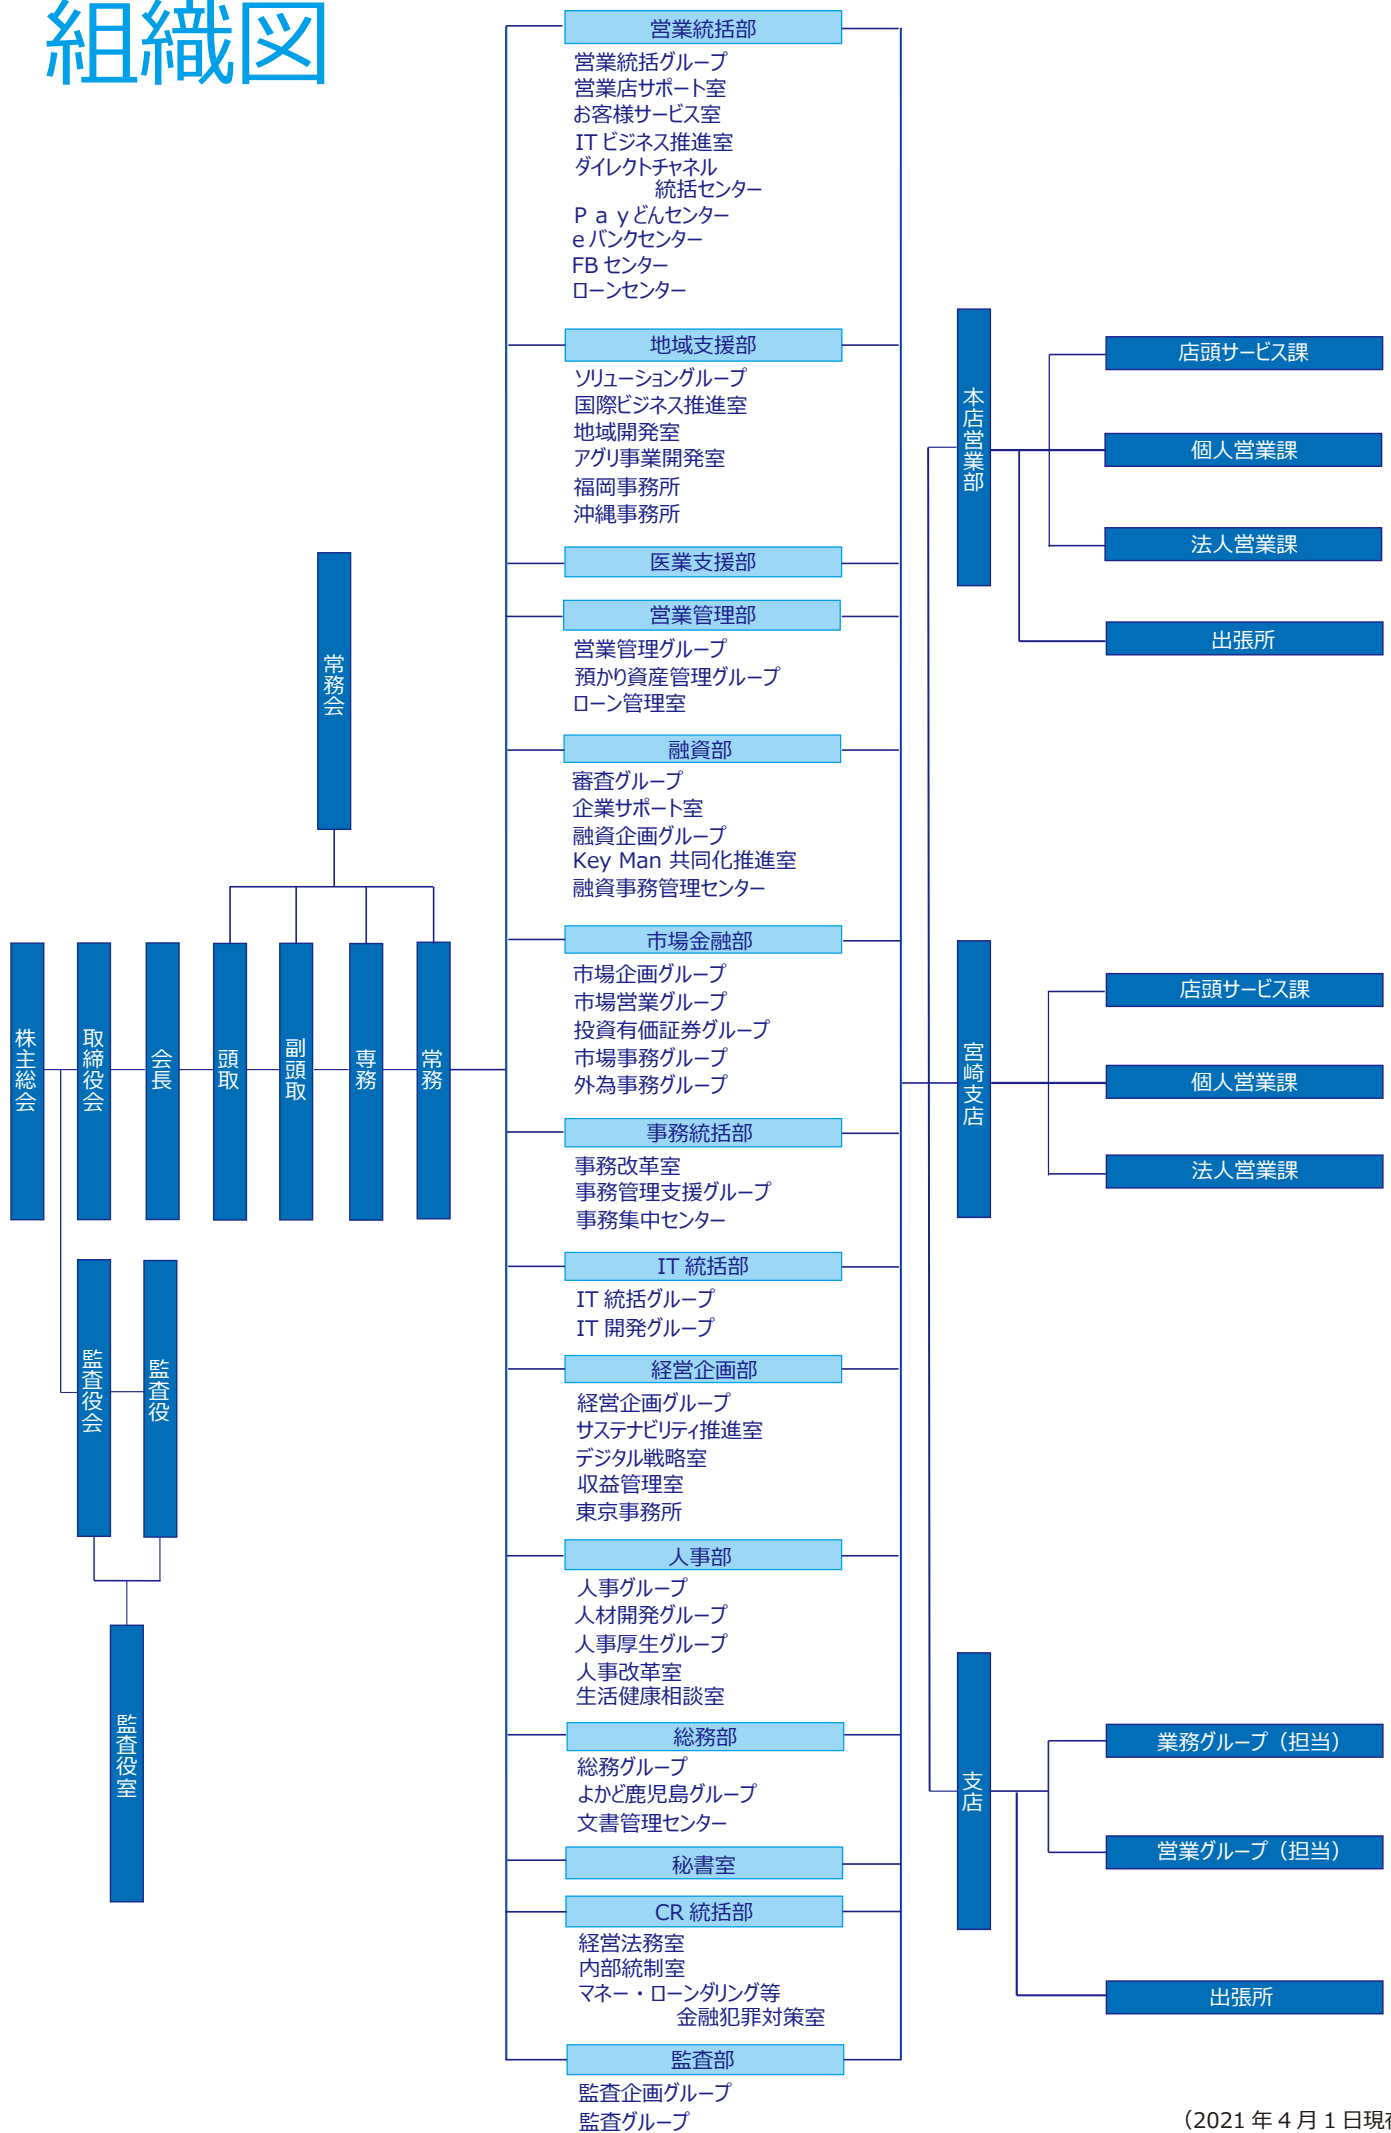 組織図
営業統括部
営業統括グループ
営業店サポート室
お客様サービス室
IT ビジネス推進室
ダイレクトチャネル
統括センター
Ｐａｙどんセンター
e バンクセンター
FB センター
ローンセンター
地域支援部
ソリューショングループ
国際ビジネス推進室
地域開発室
アグリ事業開発室
福岡事務所
沖縄事務所
医業支援部
営業管理部
営業管理グループ
預かり資産管理グループ
ローン管理室
融資部
審査グループ
企業サポート室
融資企画グループ
Key Man 共同化推進室
融資事務管理センター
市場金融部
市場企画グループ
市場営業グループ
投資有価証券グループ
市場事務グループ
外為事務グループ
事務統括部
事務改革室
事務管理支援グループ
事務集中センター
IT 統括部
IT 統括グループ
IT 開発グループ
経営企画部
経営企画グループ
サステナビリティ推進室
デジタル戦略室
収益管理室
東京事務所
人事部
人事グループ
人材開発グループ
人事厚生グループ
人事改革室
生活健康相談室
総務部
総務グループ
よかど鹿児島グループ
文書管理センター
秘書室
CR 統括部
経営法務室
内部統制室
マネー・ローンダリング等
金融犯罪対策室
監査部
監査企画グループ
監査グループ
常務会
株主総会
取締役会
会長
頭取
副頭取
専務
常務
監査役会
監査役
監査役室
本店営業部
店頭サービス課
個人営業課
法人営業課
出張所
宮崎支店
店頭サービス課
個人営業課
法人営業課
支店
業務グループ（担当）
営業グループ（担当）
出張所
（2021 年 4 月 1 日現